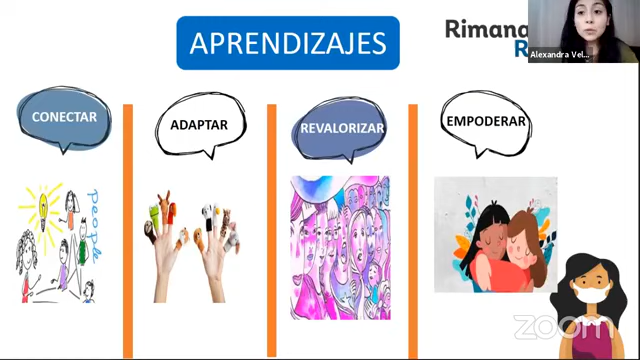 APRENDIZAJES
Rimana
R
Alexandra Vel...
CONECTAR
ADAPTAR
REVALORIZAR
EMPODERAR
people
zoom